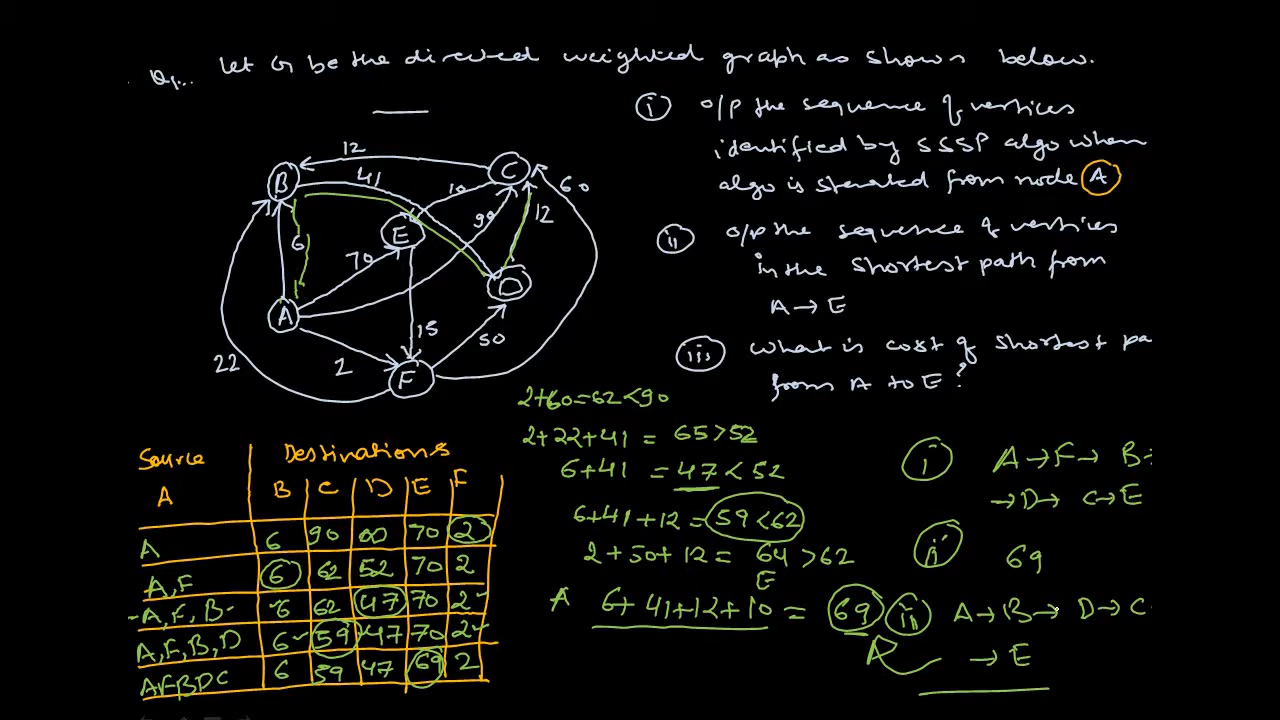 Q1... Let G be the directed weighted graph as shown below.
i o/p the sequence of vertices
identified by SSSP algo when
algo is started from node A
ii o/p the sequence of vertices
in the shortest path from
A → E
iii what is cost of shortest pa
from A to E?
12
B
41
C
10
60
6
E
99
12
70
D
A
15
50
22
2
F
2+60=62<90
2+22+41 = 65>52
6+41 = 47<52
6+41+12=59<62
2+50+12= 64>62
E
A 6+41+12+10 = 69
Source Destinations
A B C D E F
A 6 90 ∞ 70 2
A,F 6 62 52 70 2
A,F,B 6 62 47 70 2
A,F,B,D 6 59 47 70 2
AFBDC 6 59 47 69 2
i A→F→B→
→D→C→E
ii 69
iii A→B→D→C
→E